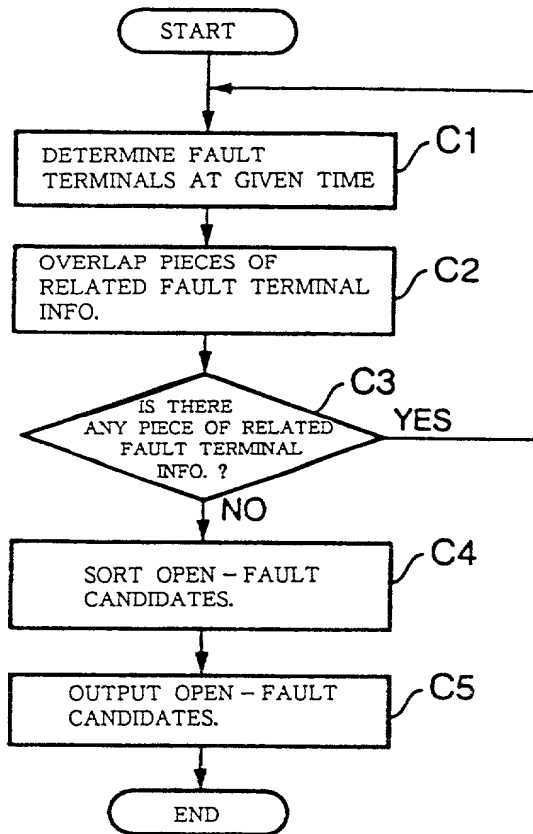 START
C1
DETERMINE FAULT
TERMINALS AT GIVEN TIME
C2
OVERLAP PIECES OF
RELATED FAULT TERMINAL
INFO.
C3
IS THERE
ANY PIECE OF RELATED
FAULT TERMINAL
INFO. ?
YES
NO
C4
SORT OPEN-FAULT
CANDIDATES.
C5
OUTPUT OPEN-FAULT
CANDIDATES.
END